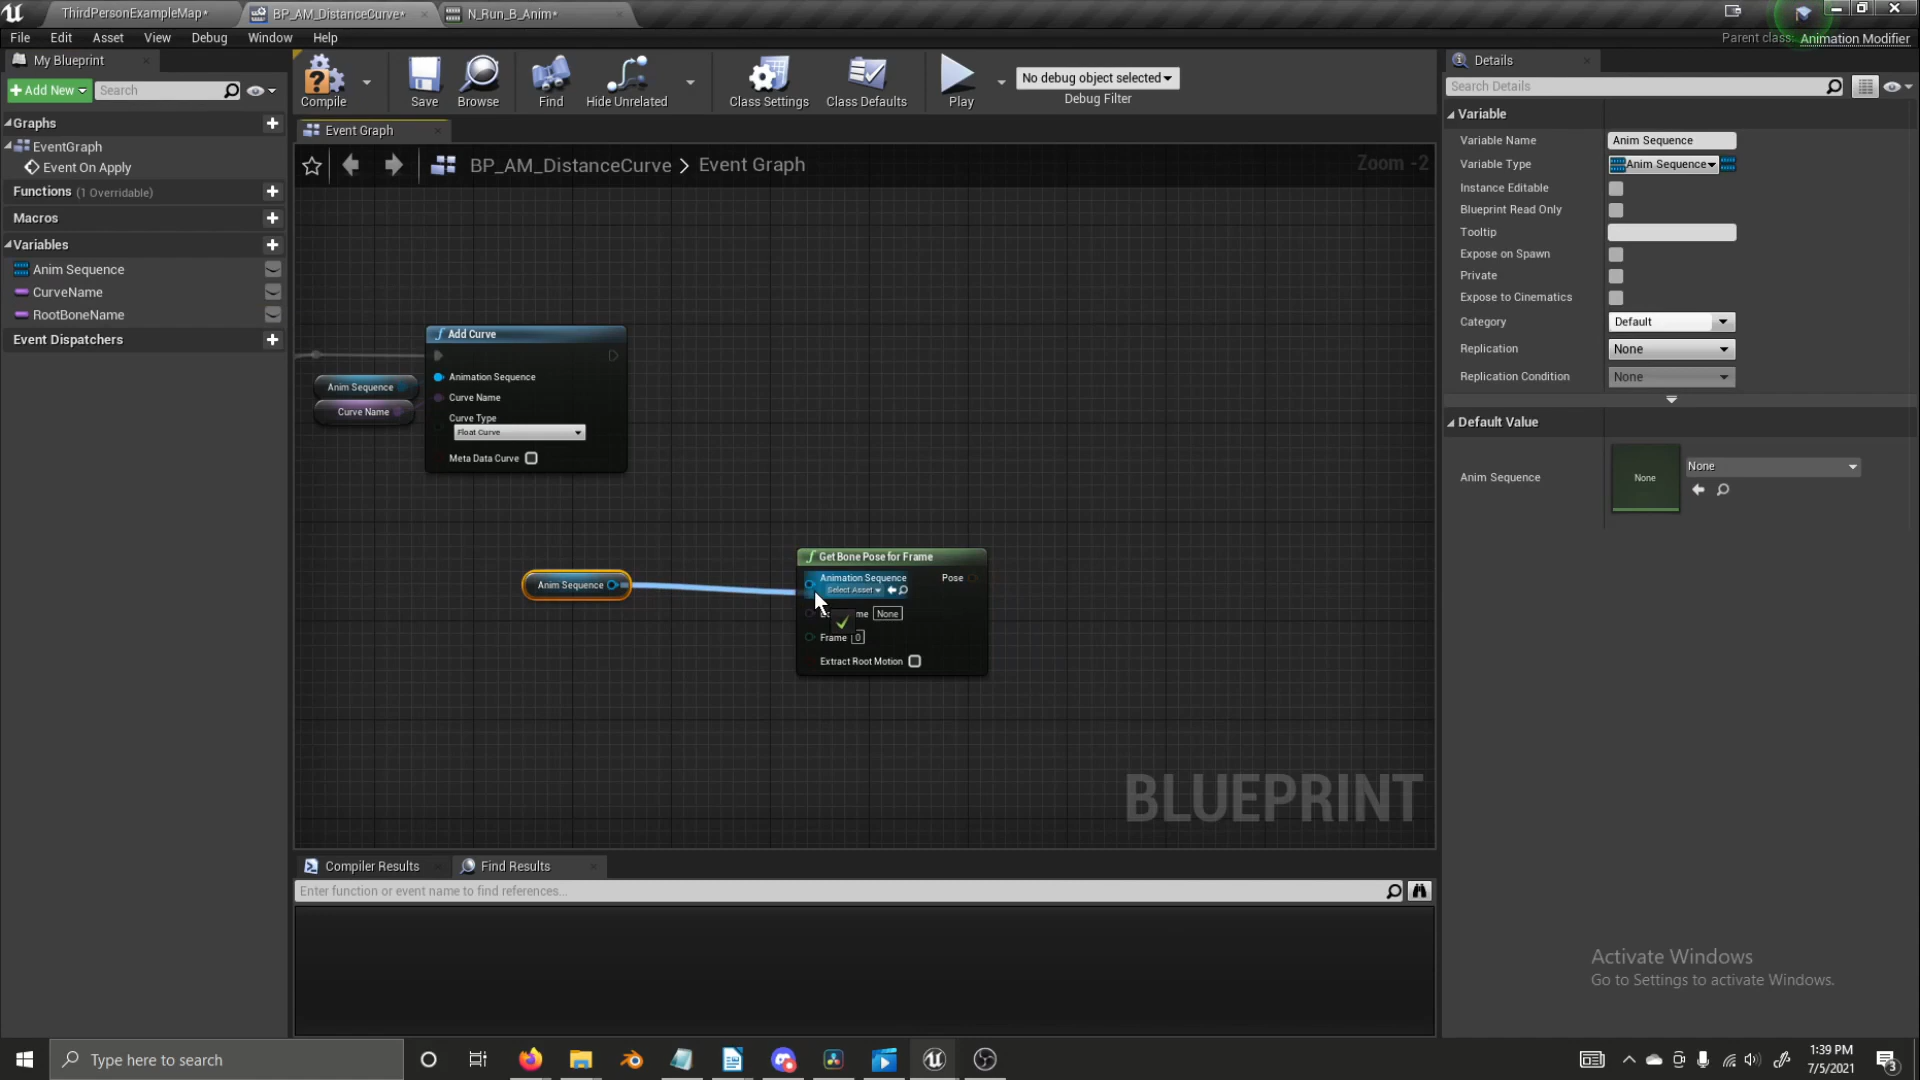 ThirdPersonExampleMap*
BP_AM_DistanceCurve*
N_Run_B_Anim*
File
Edit
Asset
View
Debug
Window
Help
Parent class:
Animation Modifier
My Blueprint
Add New
Search
Graphs
EventGraph
Event On Apply
Functions (1 Overridable)
Macros
Variables
Anim Sequence
CurveName
RootBoneName
Event Dispatchers
Compile
Save
Browse
Find
Hide Unrelated
Class Settings
Class Defaults
Play
No debug object selected
Debug Filter
Event Graph
BP_AM_DistanceCurve > Event Graph
Zoom -2
Add Curve
Animation Sequence
Curve Name
Curve Type
Float Curve
Meta Data Curve
Anim Sequence
Curve Name
Anim Sequence
Get Bone Pose for Frame
Animation Sequence
Select Asset
Pose
None
Frame 0
Extract Root Motion
BLUEPRINT
Compiler Results
Find Results
Enter function or event name to find references...
Details
Search Details
Variable
Variable Name
Anim Sequence
Variable Type
Anim Sequence
Instance Editable
Blueprint Read Only
Tooltip
Expose on Spawn
Private
Expose to Cinematics
Category
Default
Replication
None
Replication Condition
None
Default Value
Anim Sequence
None
None
Activate Windows
Go to Settings to activate Windows.
Type here to search
1:39 PM
7/5/2021
3